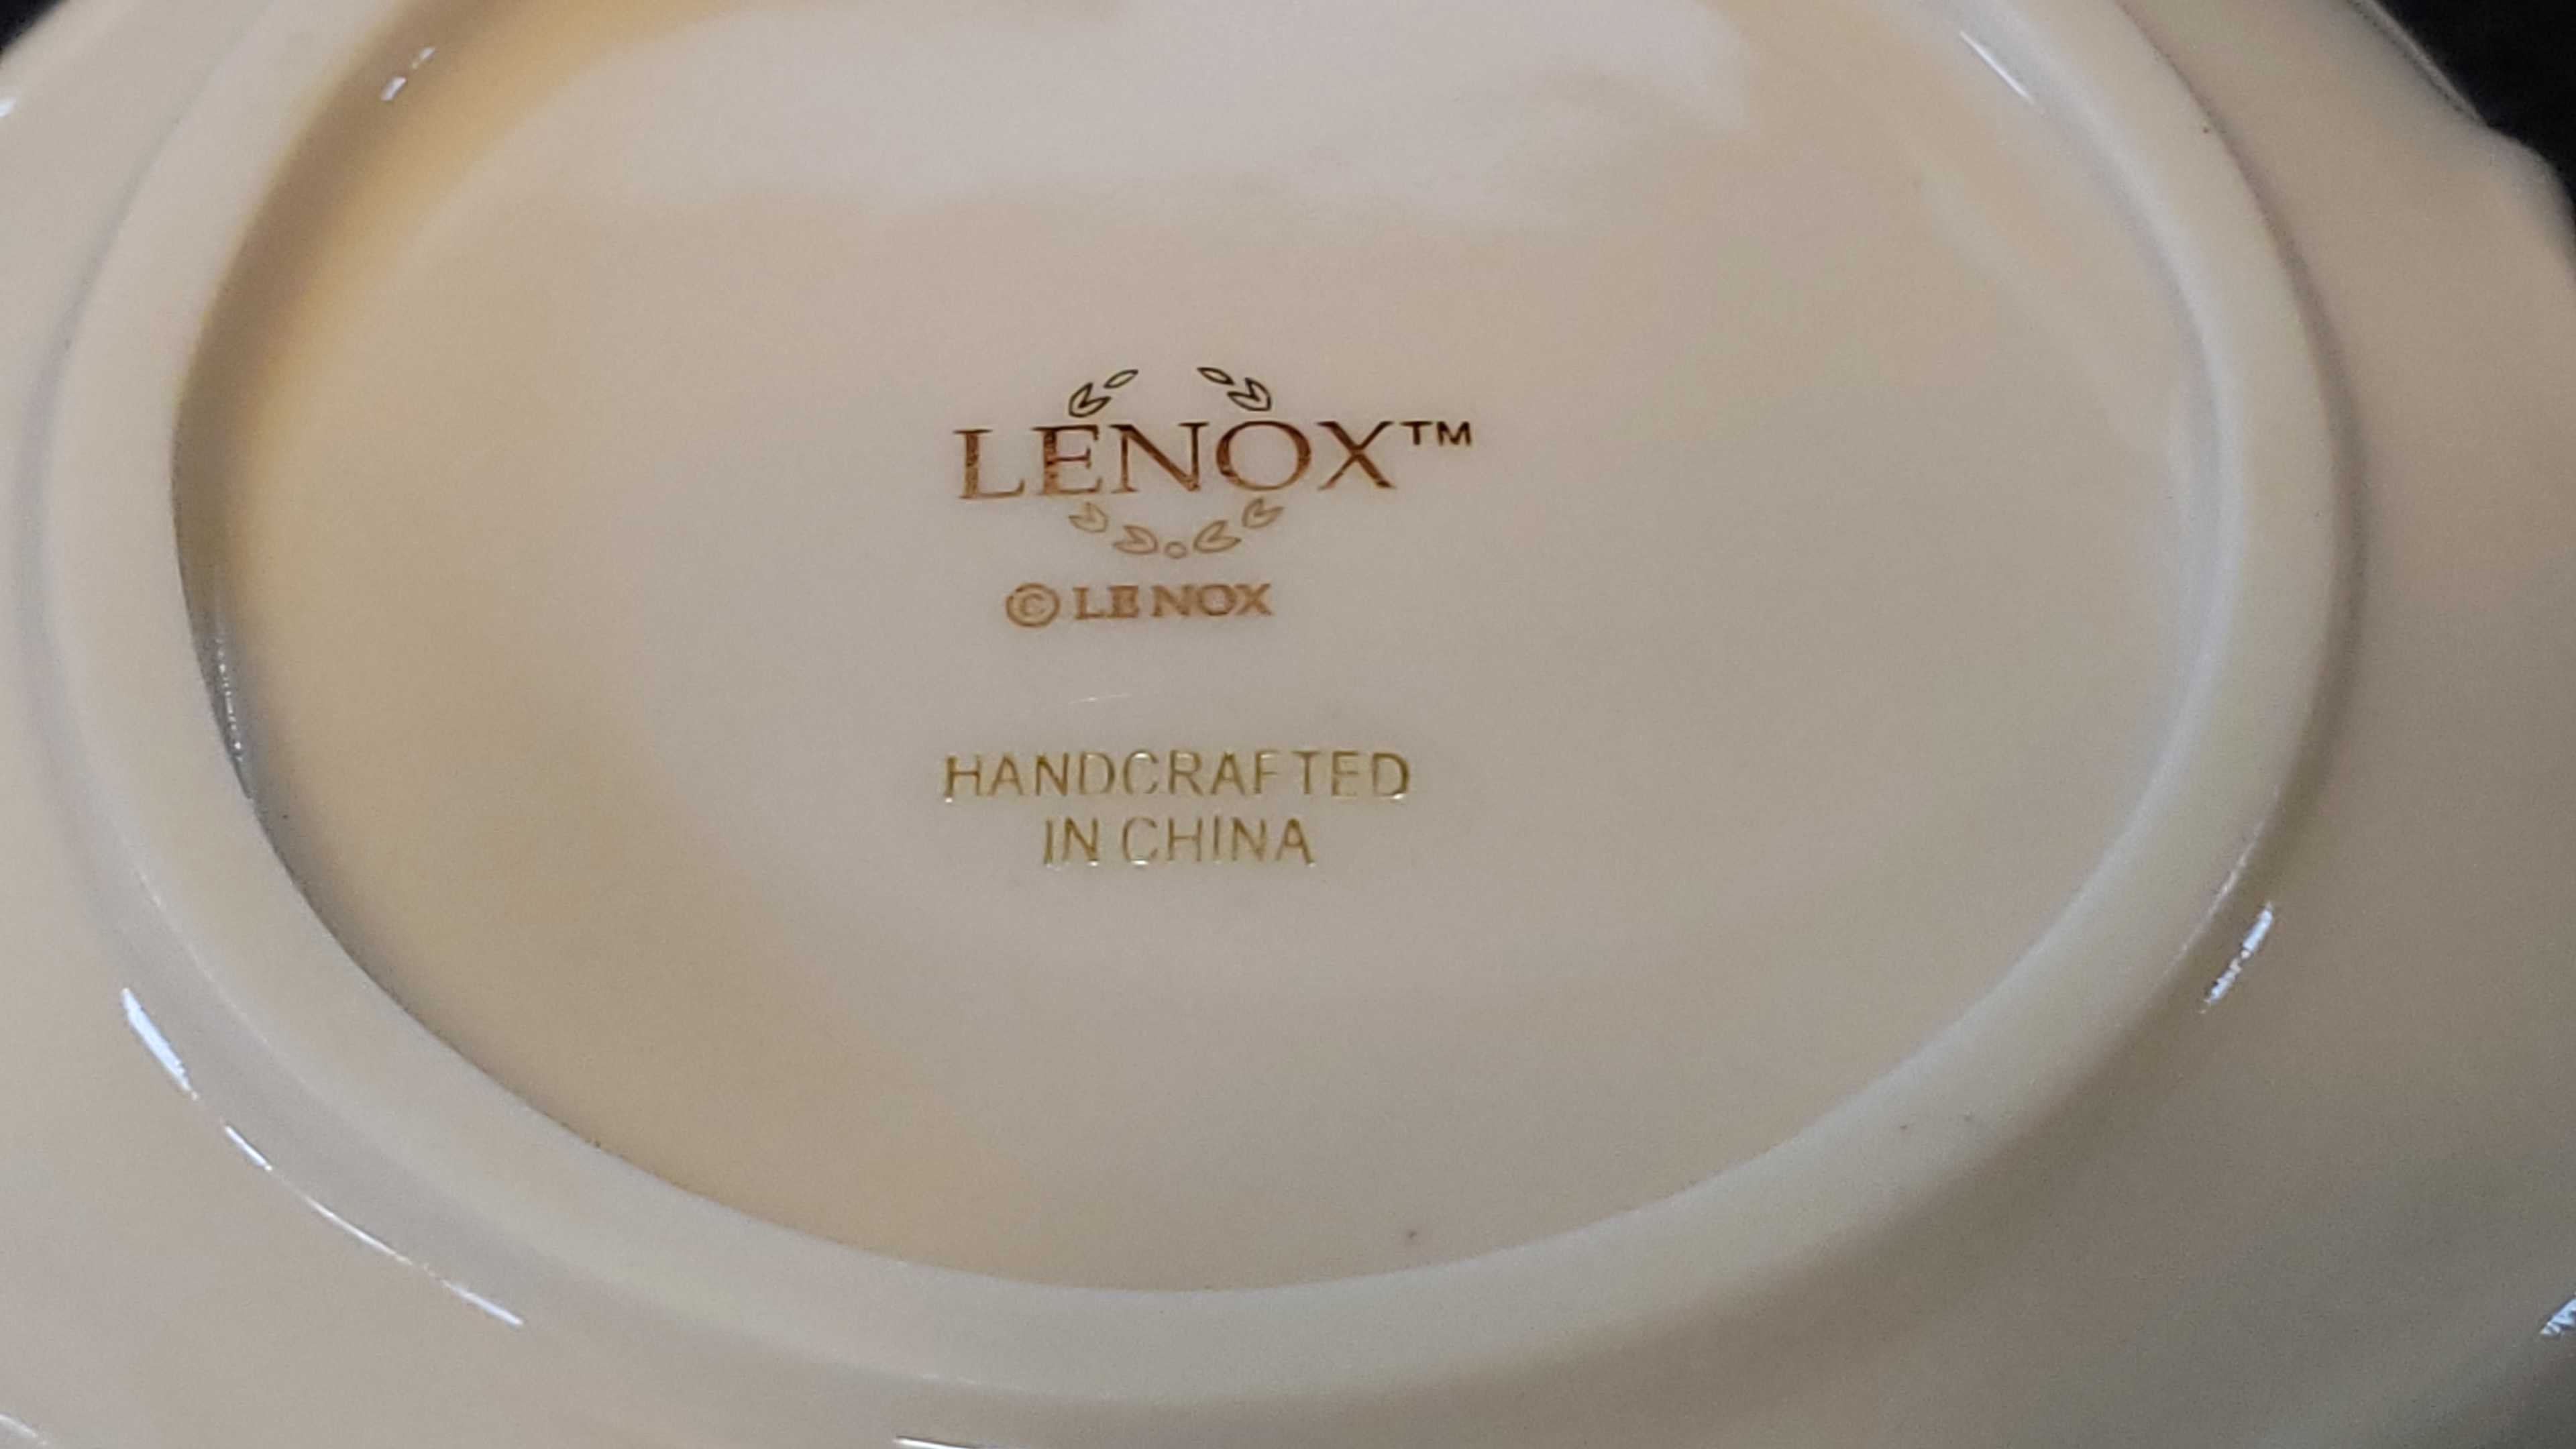 LENOX™
© LENOX
HANDCRAFTED
IN CHINA